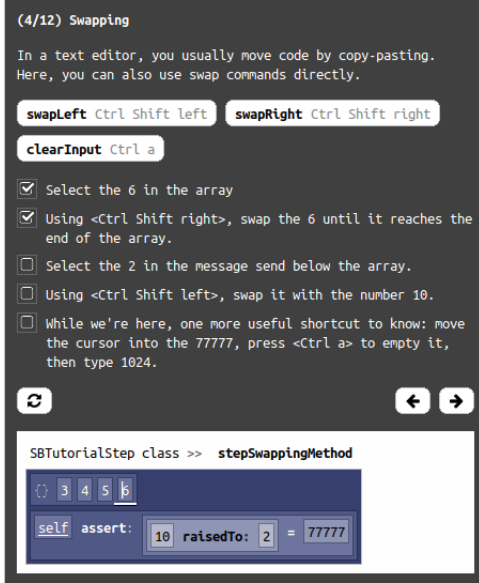 (4/12) Swapping
In a text editor, you usually move code by copy-pasting.
Here, you can also use swap commands directly.
swapLeft Ctrl Shift left swapRight Ctrl Shift right
clearInput Ctrl a
Select the 6 in the array
Using <Ctrl Shift right>, swap the 6 until it reaches the
end of the array.
Select the 2 in the message send below the array.
Using <Ctrl Shift left>, swap it with the number 10.
While we're here, one more useful shortcut to know: move
the cursor into the 77777, press <Ctrl a> to empty it,
then type 1024.
SBTutorialStep class >> stepSwappingMethod
{} 3 4 5 6
self assert: 10 raisedTo: 2 = 77777